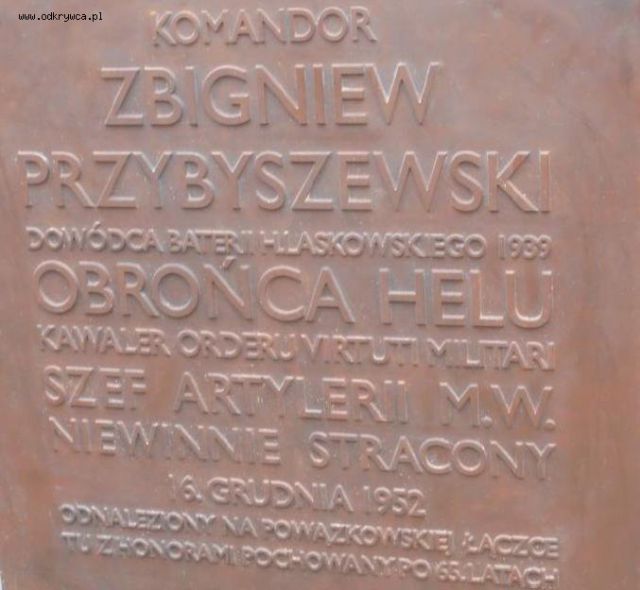 www.odkrywca.pl
KOMANDOR
ZBIGNIEW
PRZYBYSZEWSKI
DOWÓDCA BATERII H.LASKOWSKIEGO 1939
OBROŃCA HELU
KAWALER ORDERU VIRTUTI MILITARI
SZEF ARTYLERII M.W.
NIEWINNIE STRACONY
16. GRUDNIA 1952
ODNALEZIONY NA POWĄZKOWSKIEJ ŁĄCZCE
TU Z HONORAMI POCHOWANY PO 65. LATACH